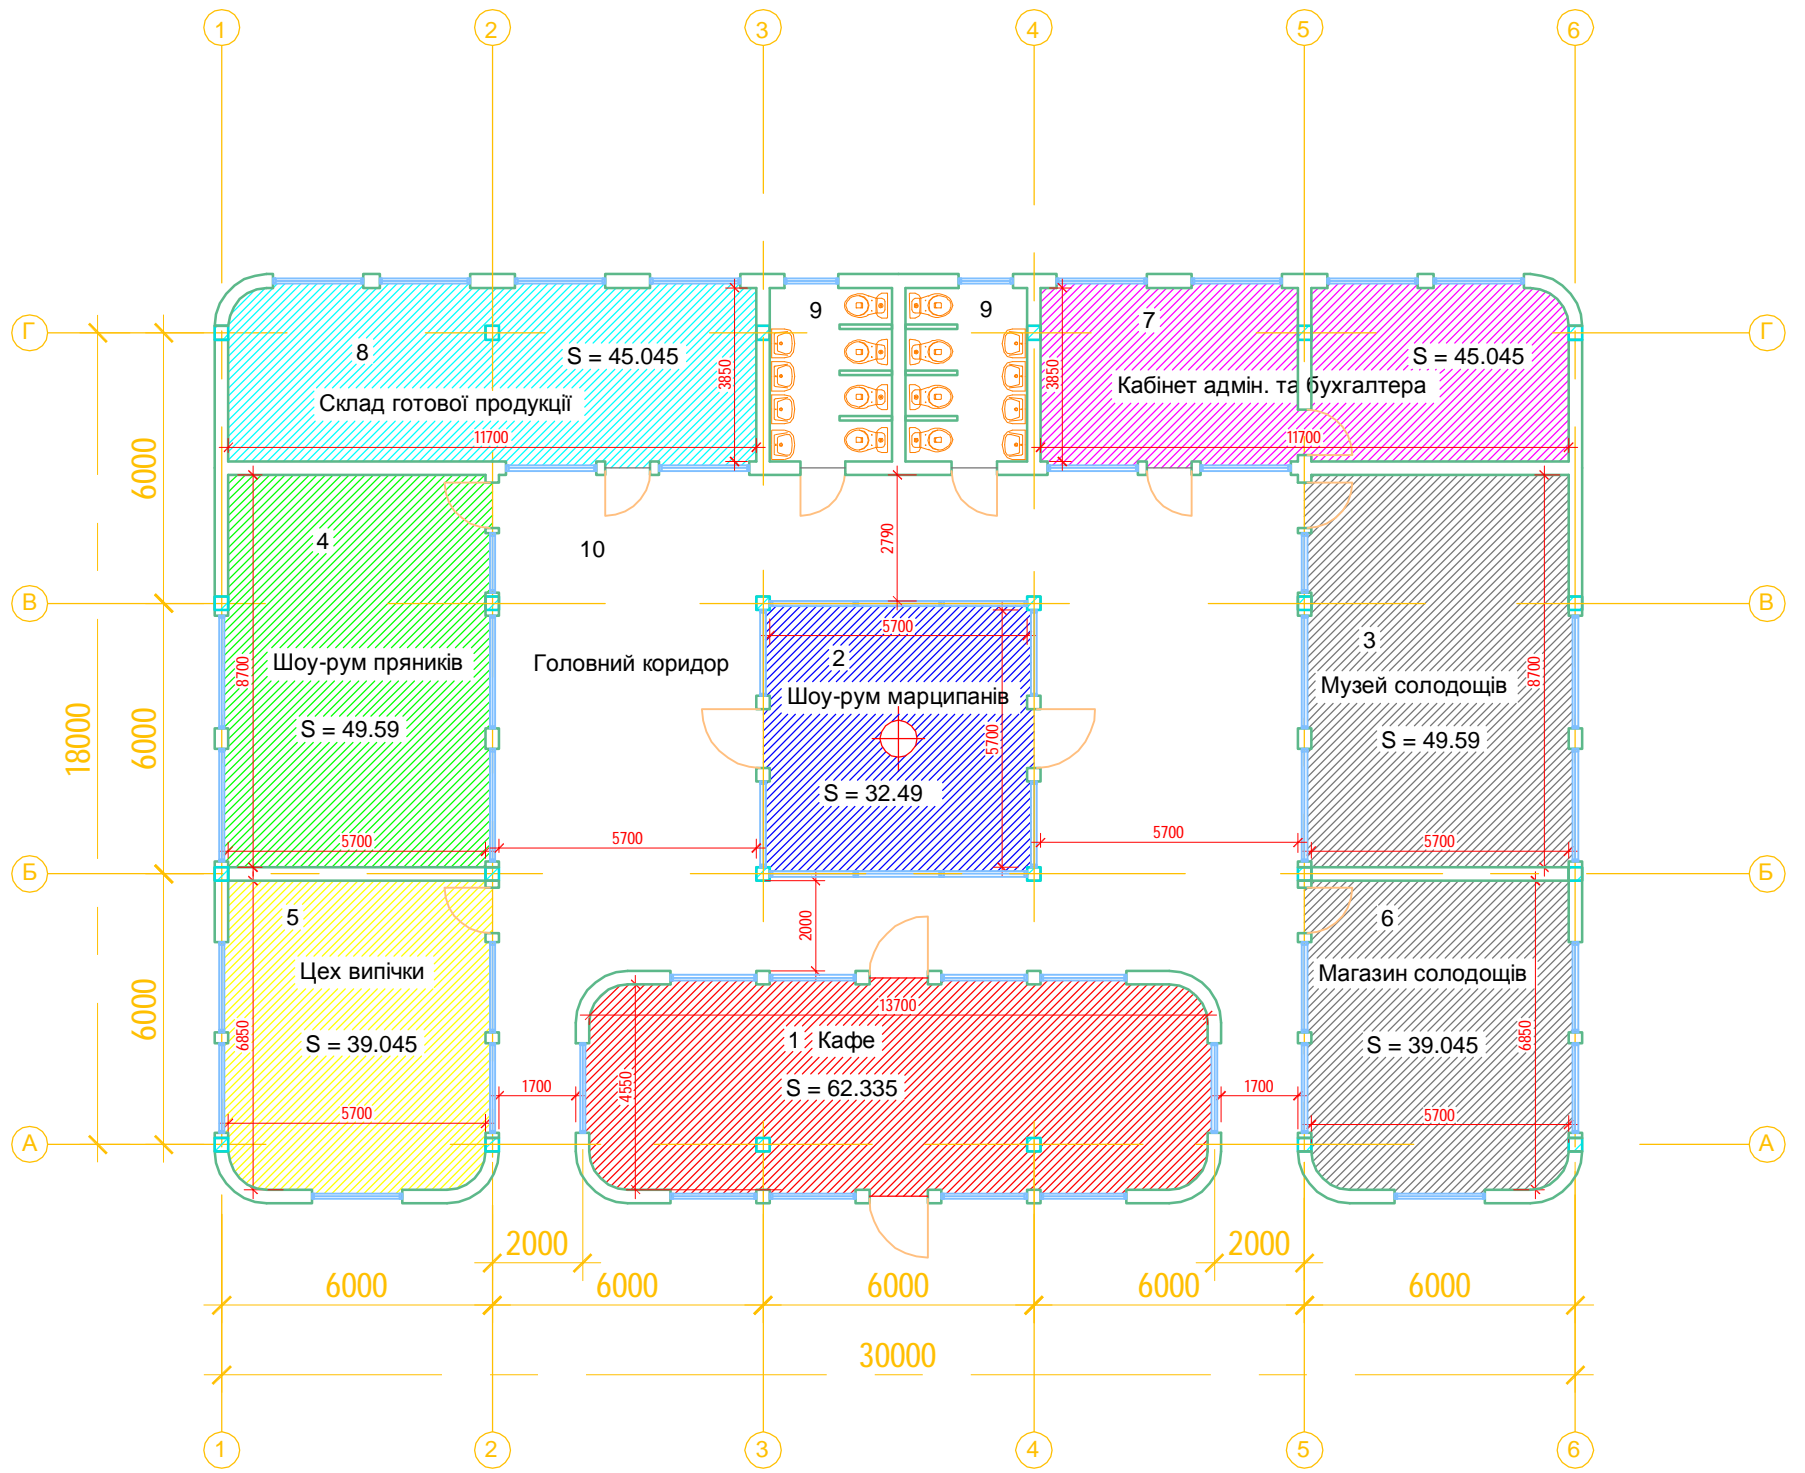 1 2 3 4 5 6
Г Г
9 9
7
8
S = 45.045
3850
3850
S = 45.045
Кабінет адмін. та бухгалтера
Склад готової продукції
11700
11700
6000
4
10
2790
В В
5700
3
2
Шоу-рум пряників
Головний коридор
8700
Шоу-рум марципанів
Музей солодощів
8700
18000
6000
S = 49.59
5700
S = 49.59
S = 32.49
5700
5700
5700
5700
Б Б
5
2000
6
Цех випічки
Магазин солодощів
13700
6000
6850
S = 39.045
1 Кафе
S = 39.045
6850
4550
S = 62.335
1700
1700
5700
5700
А А
2000
2000
6000 6000 6000 6000 6000
30000
1 2 3 4 5 6